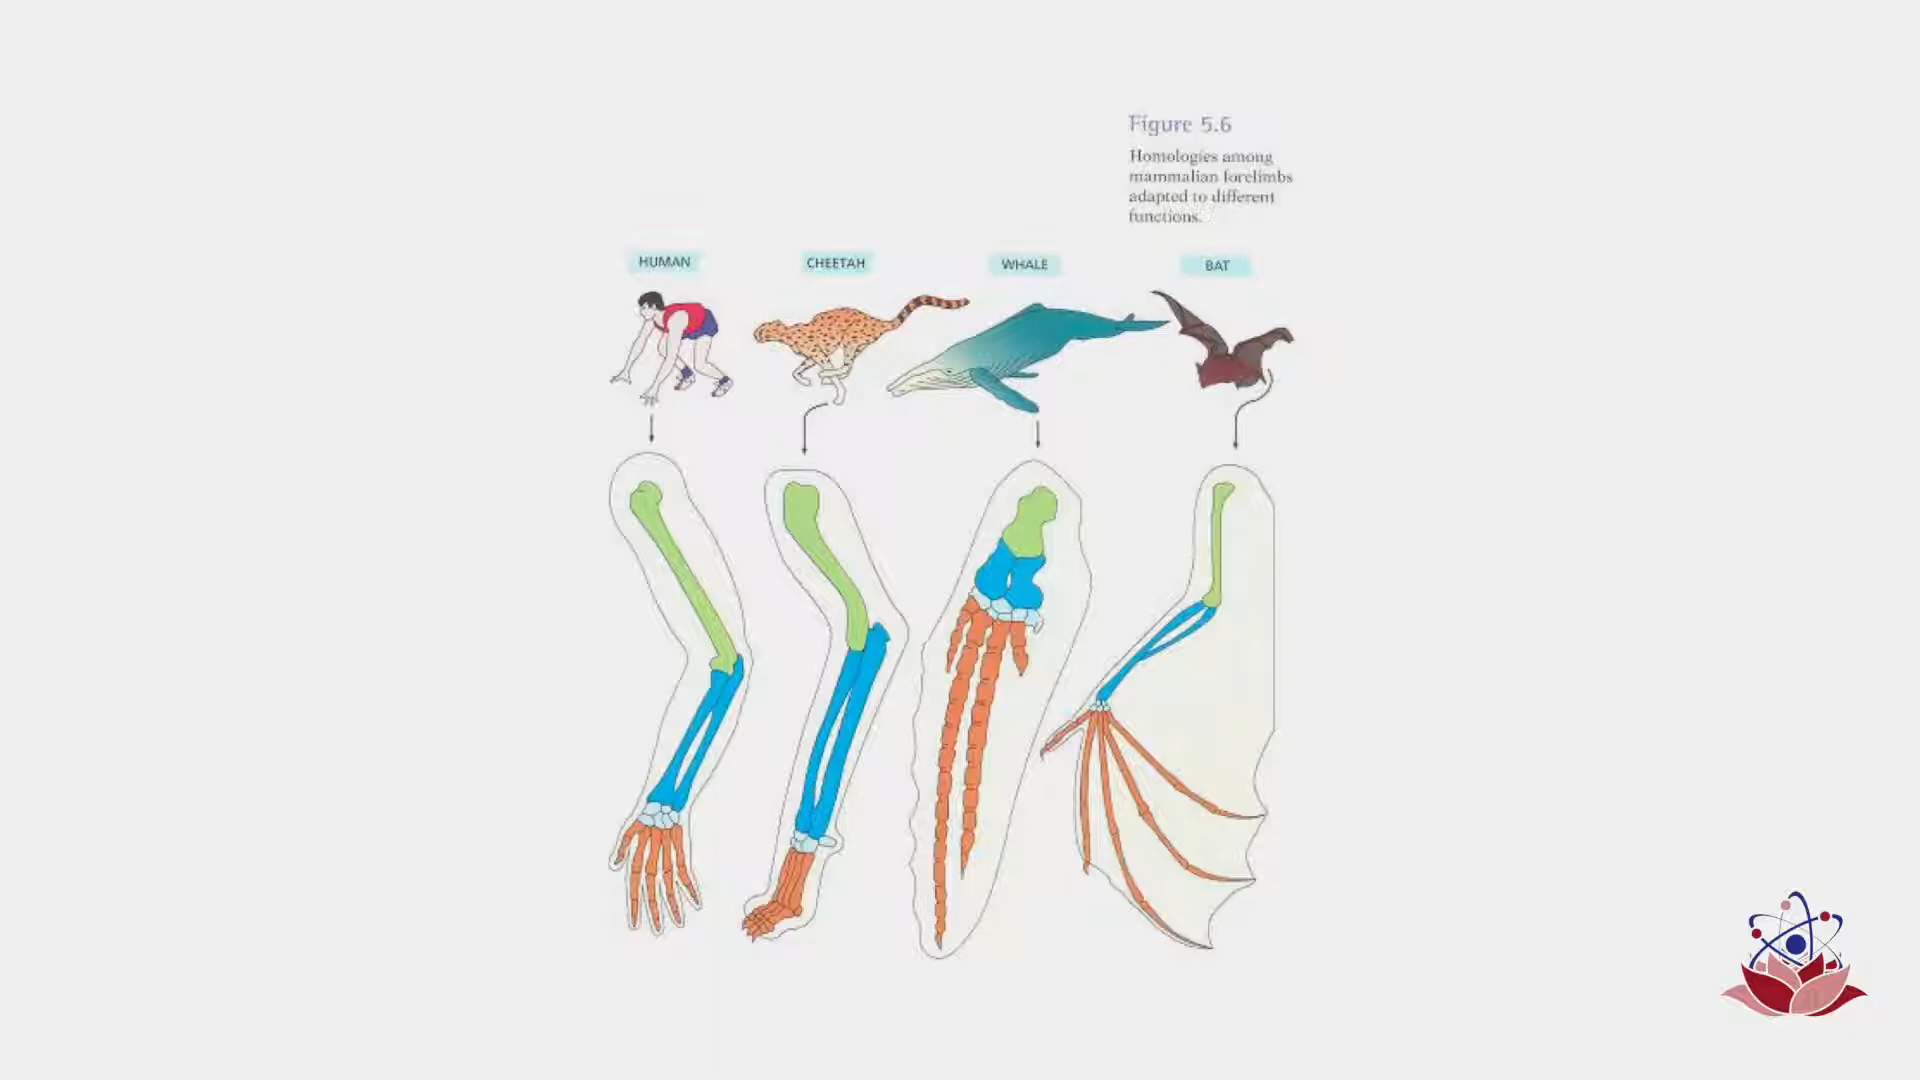 Figure 5.6
Homologies among
mammalian forelimbs
adapted to different
functions.
HUMAN
CHEETAH
WHALE
BAT